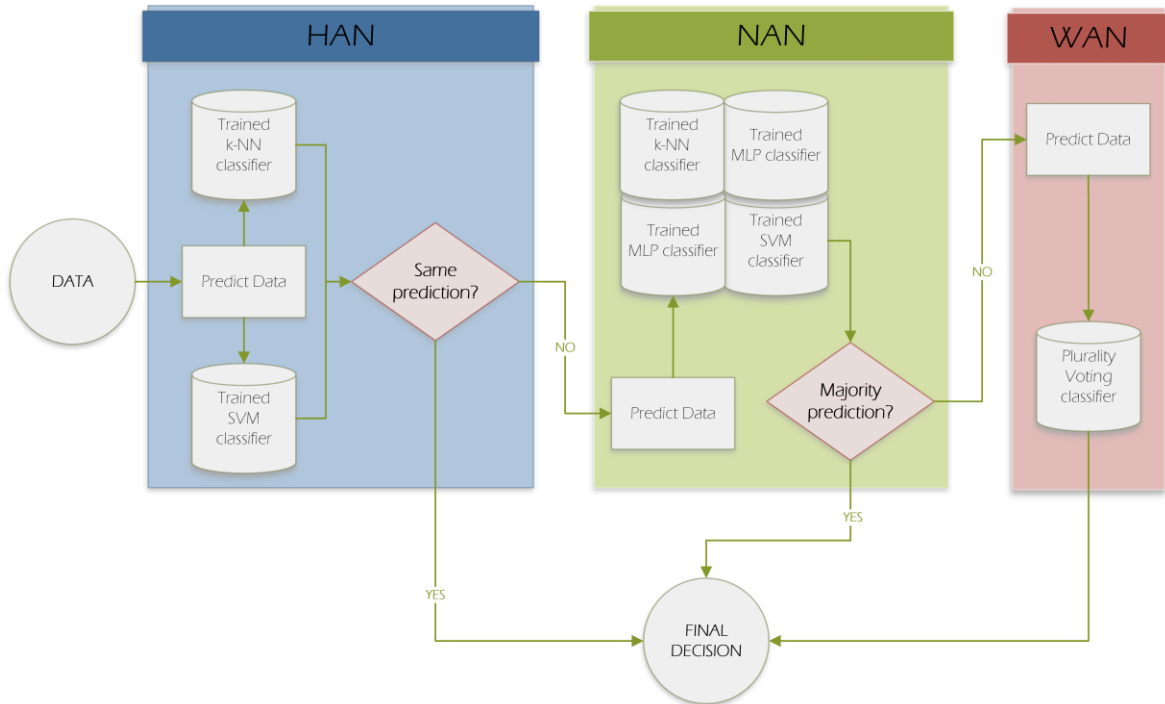 HAN
NAN
WAN
Trained
k-NN
classifier
Predict Data
Trained
SVM
classifier
DATA
Same
prediction?
NO
YES
Trained
k-NN
classifier
Trained
MLP classifier
Trained
MLP classifier
Trained
SVM
classifier
Predict Data
Majority
prediction?
NO
YES
Predict Data
Plurality
Voting
classifier
FINAL
DECISION